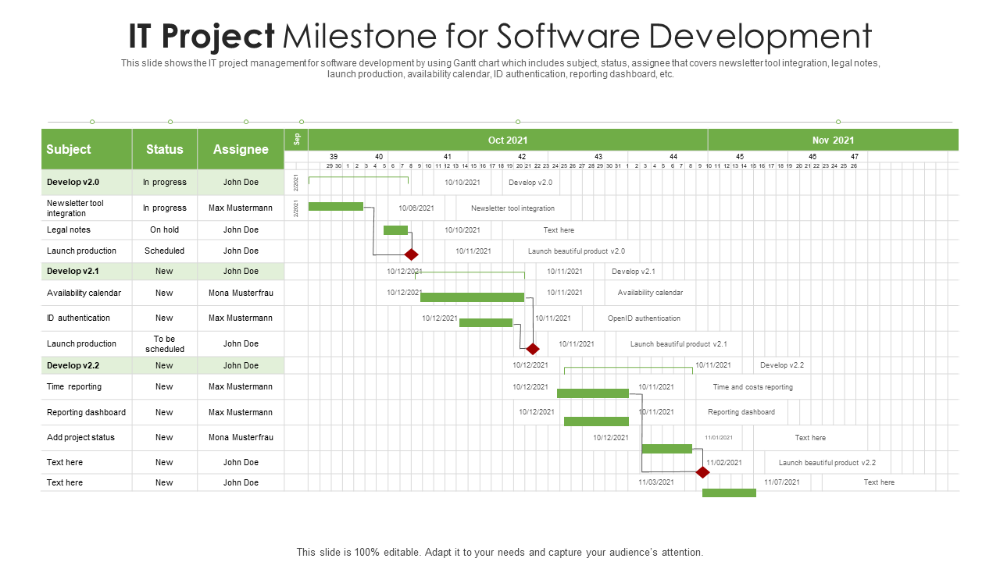 IT Project Milestone for Software Development
This slide shows the IT project management for software development by using Gantt chart which includes subject, status, assignee that covers newsletter tool integration, legal notes,
launch production, availability calendar, ID authentication, reporting dashboard, etc.
Subject Status Assignee Sep Oct 2021 Nov 2021
39 40 41 42 43 44 45 46 47
29 30 1 2 3 4 5 6 7 8 9 10 11 12 13 14 15 16 17 18 19 20 21 22 23 24 25 26 27 28 29 30 31 1 2 3 4 5 6 7 8 9 10 11 12 13 14 15 16 17 18 19 20 21 22 23 24 25 26
Develop v2.0 In progress John Doe 2/2021 10/10/2021 Develop v2.0
Newsletter tool
integration In progress Max Mustermann 2/2021 10/06/2021 Newsletter tool integration
Legal notes On hold John Doe 10/10/2021 Text here
Launch production Scheduled John Doe 10/11/2021 Launch beautiful product v2.0
Develop v2.1 New John Doe 10/12/2021 10/11/2021 Develop v2.1
Availability calendar New Mona Musterfrau 10/12/2021 10/11/2021 Availability calendar
ID authentication New Max Mustermann 10/12/2021 10/11/2021 OpenID authentication
Launch production To be
scheduled John Doe 10/11/2021 Launch beautiful product v2.1
Develop v2.2 New John Doe 10/12/2021 10/11/2021 Develop v2.2
Time reporting New Max Mustermann 10/12/2021 10/11/2021 Time and costs reporting
Reporting dashboard New Max Mustermann 10/12/2021 10/11/2021 Reporting dashboard
Add project status New Mona Musterfrau 10/12/2021 11/01/2021 Text here
Text here New John Doe 11/02/2021 Launch beautiful product v2.2
Text here New John Doe 11/03/2021 11/07/2021 Text here
This slide is 100% editable. Adapt it to your needs and capture your audience's attention.